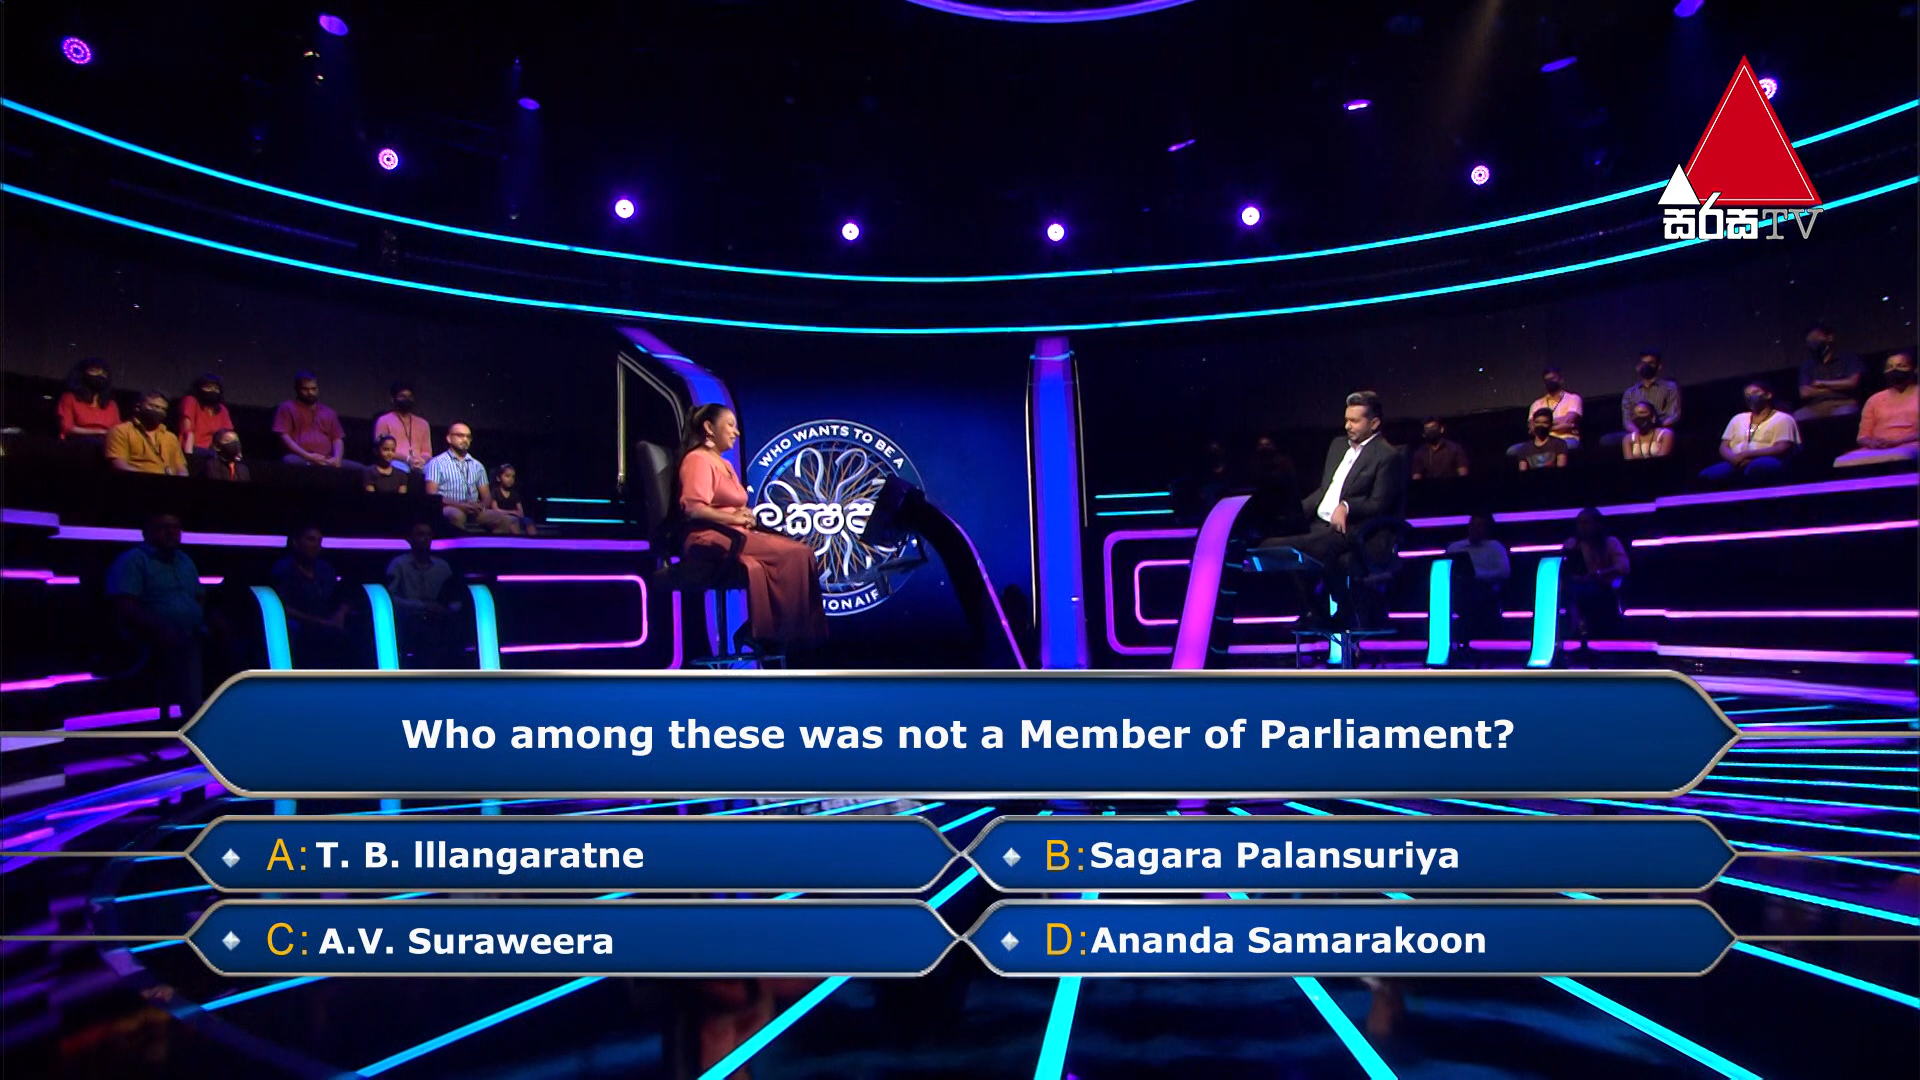 සිරස TV
WHO WANTS TO BE A
Who among these was not a Member of Parliament?
A: T. B. lllangaratne
B: Sagara Palansuriya
C: A.V. Suraweera
D: Ananda Samarakoon